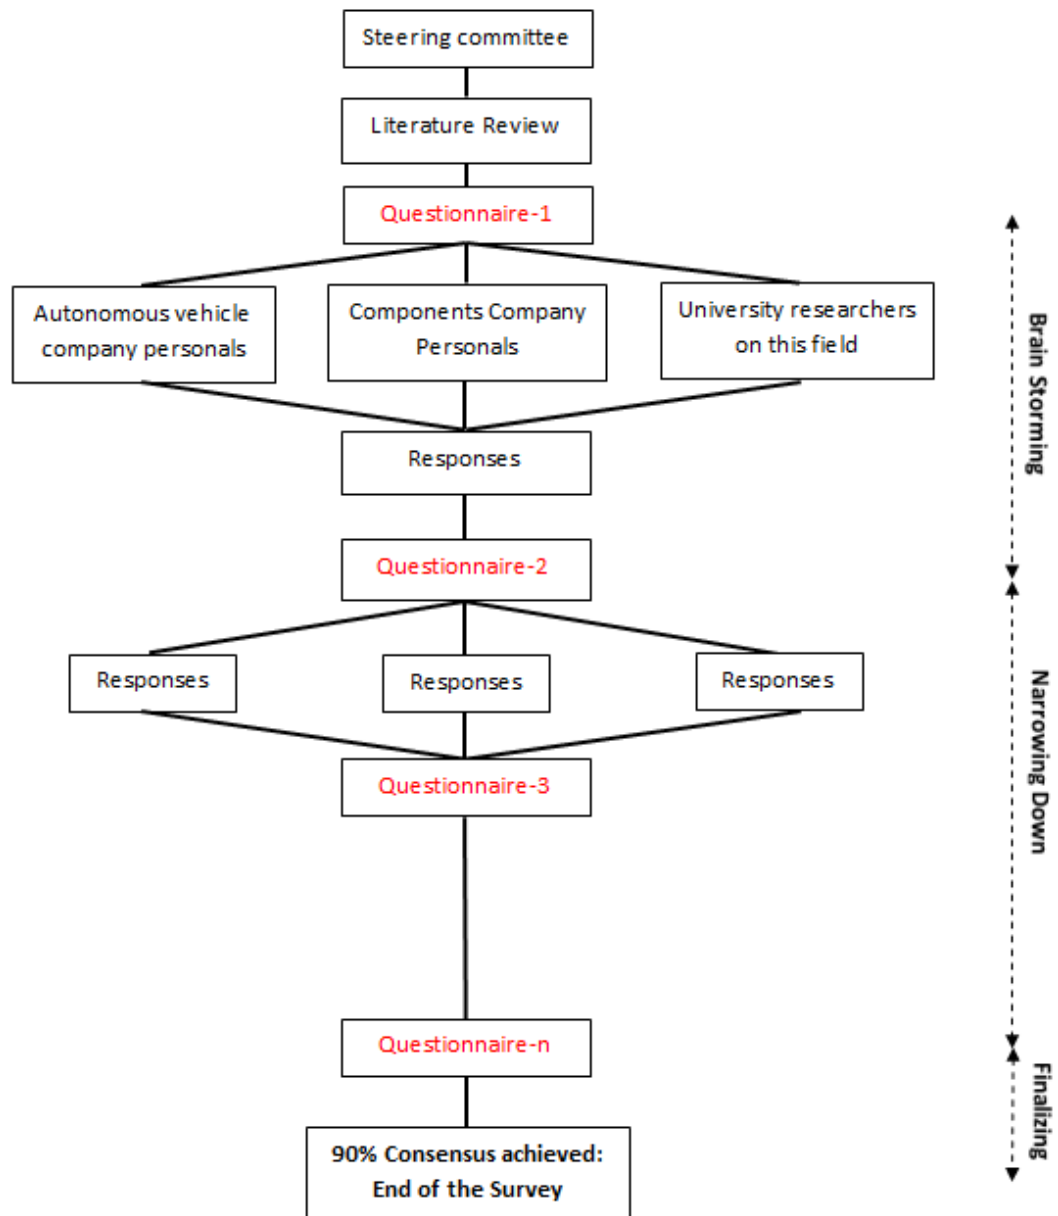 Steering committee
Literature Review
Questionnaire-1
Autonomous vehicle
company personals
Components Company
Personals
University researchers
on this field
Responses
Questionnaire-2
Responses
Responses
Responses
Questionnaire-3
Questionnaire-n
90% Consensus achieved:
End of the Survey
Brain Storming
Narrowing Down
Finalizing